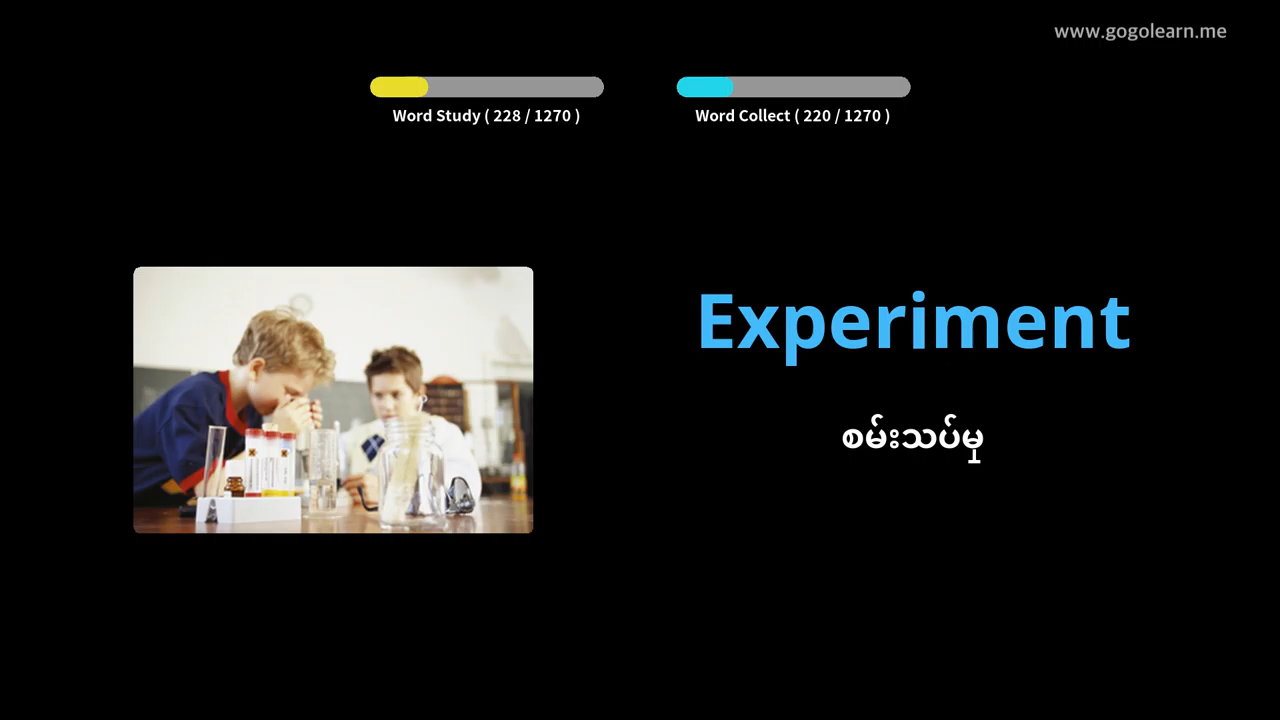 www.gogolearn.me
Word Study ( 228 / 1270 )
Word Collect ( 220 / 1270 )
Experiment
စမ်းသပ်မှု